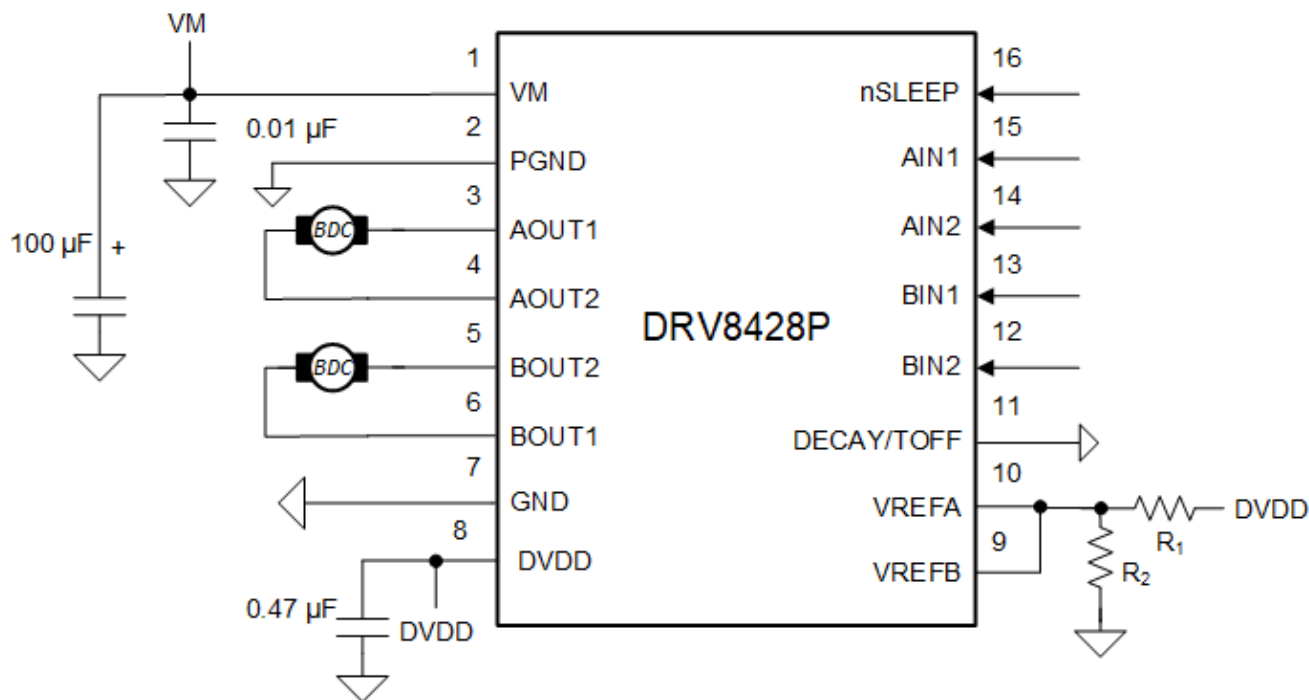 VM
1
16
VM
nSLEEP
0.01 µF
2
15
PGND
AIN1
3
14
100 µF +
BDC
AOUT1
AIN2
4
13
AOUT2
BIN1
DRV8428P
5
12
BDC
BOUT2
BIN2
6
11
BOUT1
DECAY/TOFF
7
10
GND
VREFA
DVDD
8
9
R1
DVDD
VREFB
R2
0.47 µF
DVDD